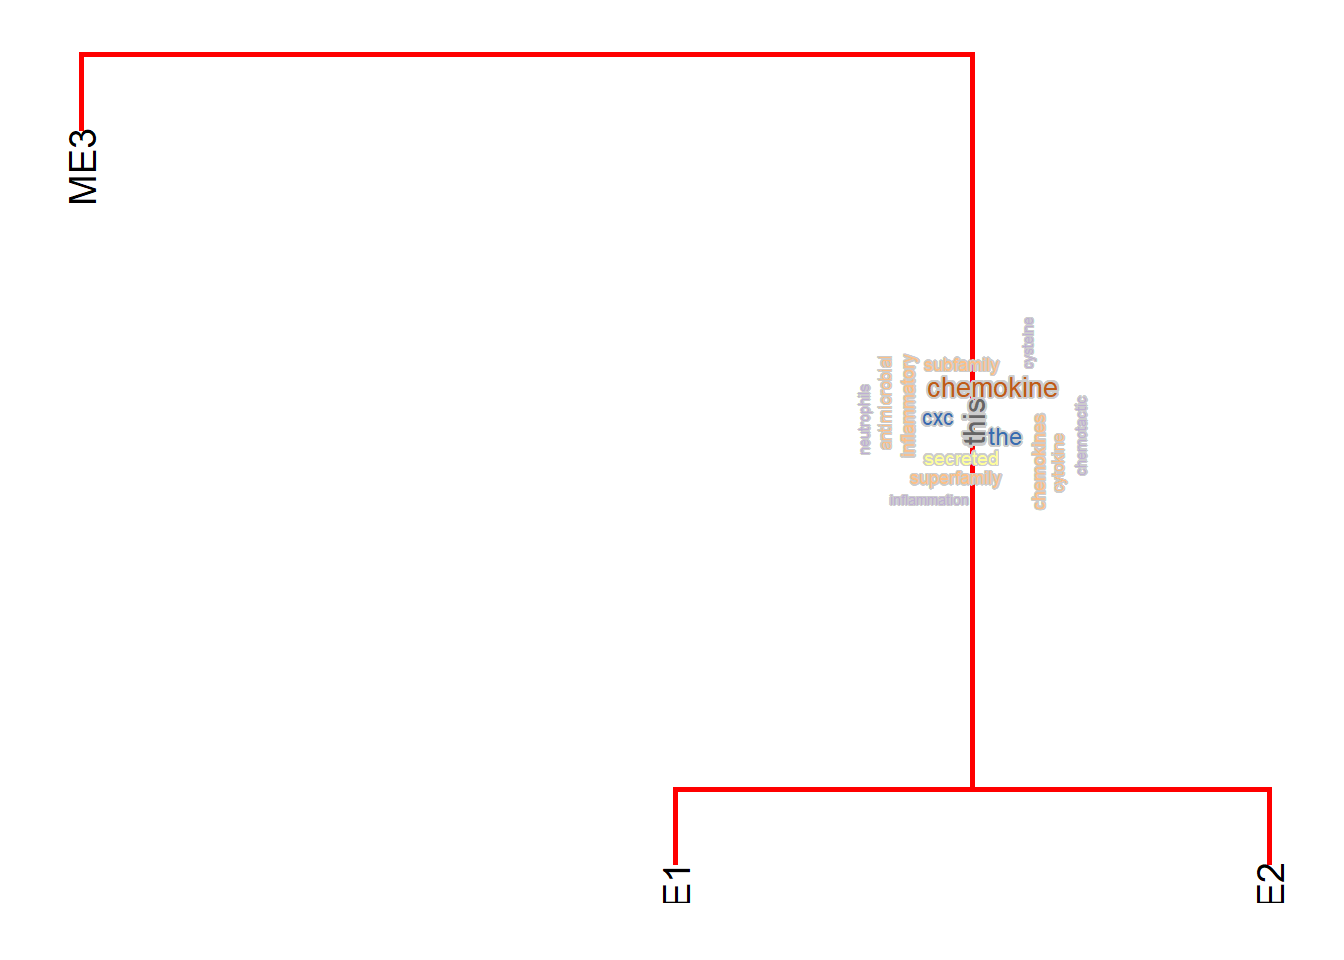 ME3
cysteine
subfamily
inflammatory
antimicrobial
neutrophils
chemokine
this
cxc
the
chemotactic
chemokines
cytokine
secreted
superfamily
inflammation
E1
E2